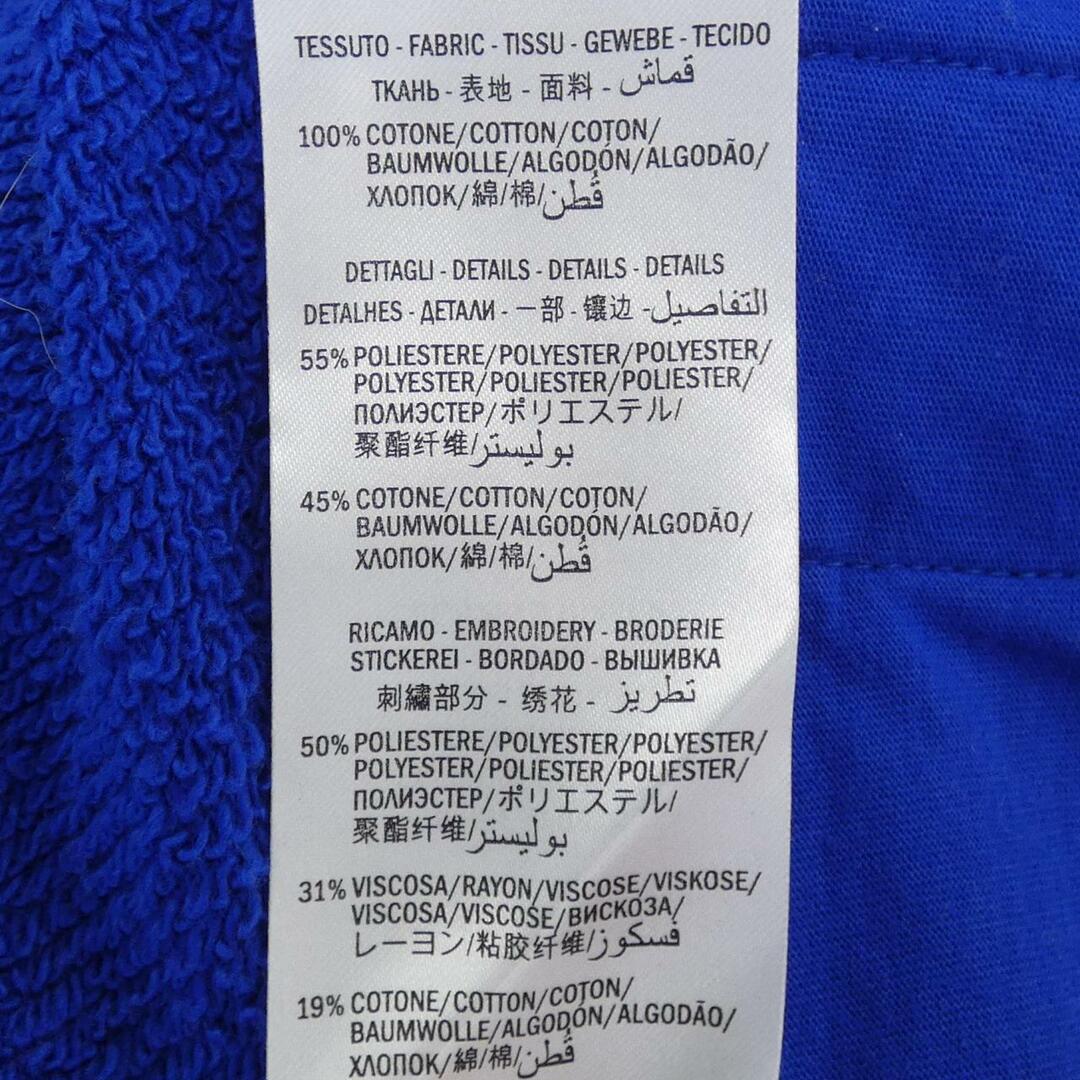 TESSUTO - FABRIC - TISSU - GEWEBE - TECIDO
ТКАНЬ - 表地 - 面料 - قماش
100% COTONE/COTTON/COTON/
BAUMWOLLE/ALGODÓN/ALGODÃO/
ХЛОПОК/綿/棉/قُطن
DETTAGLI - DETAILS - DETAILS - DETAILS
DETALHES - ДЕТАЛИ - 一部 - 镶边 - التفاصيل
55% POLIESTERE/POLYESTER/POLYESTER/
POLYESTER/POLIESTER/POLIESTER/
ПОЛИЭСТЕР/ポリエステル/
聚酯纤维/بوليستر
45% COTONE/COTTON/COTON/
BAUMWOLLE/ALGODÓN/ALGODÃO/
ХЛОПОК/綿/棉/قُطن
RICAMO - EMBROIDERY - BRODERIE
STICKEREI - BORDADO - ВЫШИВКА
刺繡部分 - 绣花 - تطريز
50% POLIESTERE/POLYESTER/POLYESTER/
POLYESTER/POLIESTER/POLIESTER/
ПОЛИЭСТЕР/ポリエステル/
聚酯纤维/بوليستر
31% VISCOSA/RAYON/VISCOSE/VISKOSE/
VISCOSA/VISCOSE/ВИСКОЗА/
レーヨン/粘胶纤维/فسكوز
19% COTONE/COTTON/COTON/
BAUMWOLLE/ALGODÓN/ALGODÃO/
ХЛОПОК/綿/棉/قُطن